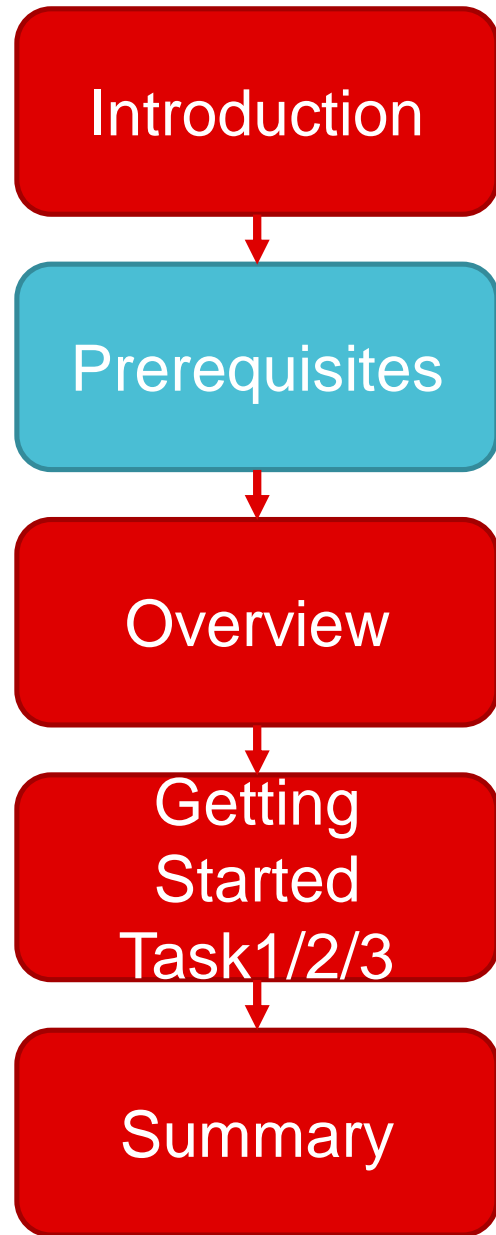 Introduction
Prerequisites
Overview
Getting
Started
Task1/2/3
Summary